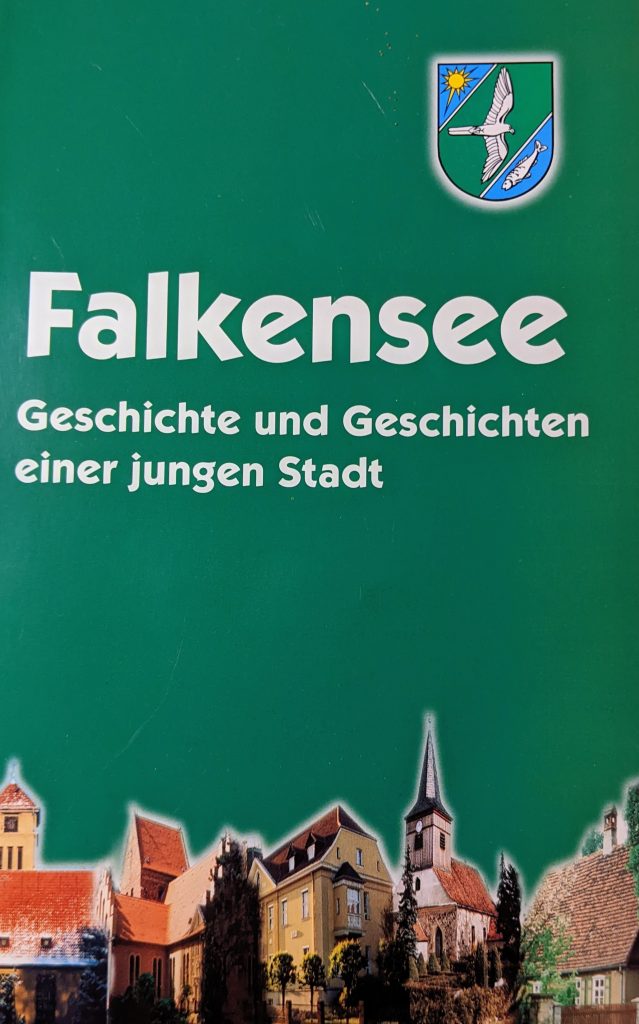 Falkensee
Geschichte und Geschichten
einer jungen Stadt